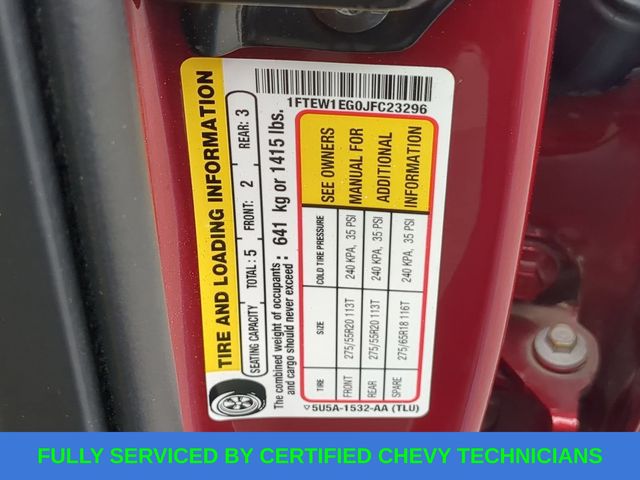 1FTEW1EG0JFC23296
TIRE AND LOADING INFORMATION
SEATING CAPACITY TOTAL: 5 FRONT: 2 REAR: 3
The combined weight of occupants and cargo should never exceed : 641 kg or 1415 lbs.
TIRE SIZE COLD TIRE PRESSURE
FRONT 275/55R20 113T 240 KPA, 35 PSI
REAR 275/55R20 113T 240 KPA, 35 PSI
SPARE 275/65R18 116T 240 KPA, 35 PSI
SEE OWNERS
MANUAL FOR
ADDITIONAL
INFORMATION
5U5A-1532-AA (TLU)
FULLY SERVICED BY CERTIFIED CHEVY TECHNICIANS